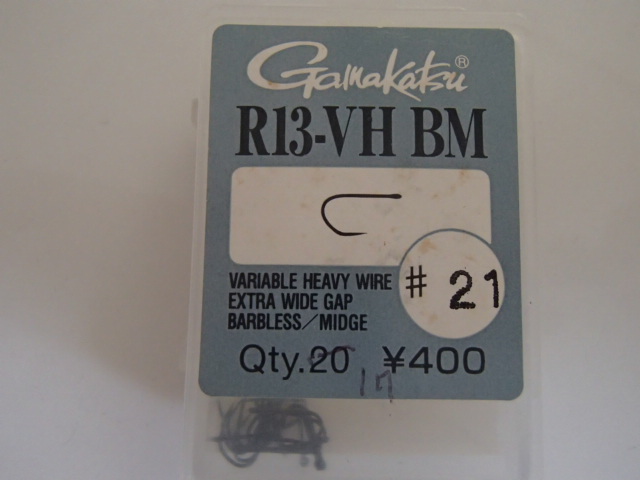 Gamakatsu®
R13-VH BM
VARIABLE HEAVY WIRE
EXTRA WIDE GAP
BARBLESS/MIDGE
# 21
Qty.20 ¥400
17